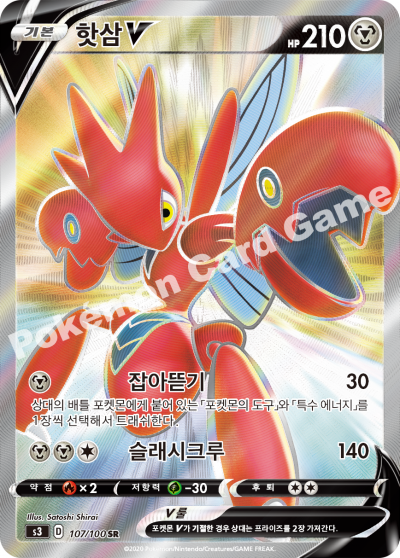 기본 핫삼V HP 210
Pokémon Card Game
잡아뜯기 30
상대의 배틀 포켓몬에게 붙어 있는 「포켓몬의 도구」와 「특수 에너지」를
1장씩 선택해서 트래쉬한다.
슬래시크루 140
약점 ×2 저항력 -30 후퇴
Illus. Satoshi Shirai
V룰
s3 D 107/100 SR
포켓몬 V가 기절한 경우 상대는 프라이즈를 2장 가져간다.
©2020 Pokémon/Nintendo/Creatures/GAME FREAK.